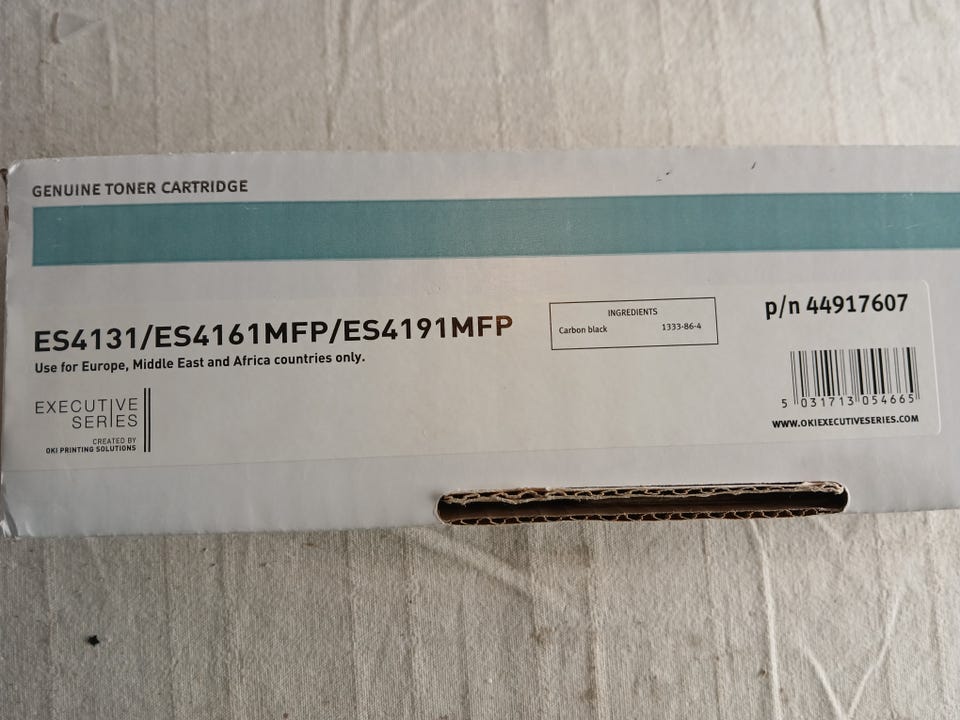 GENUINE TONER CARTRIDGE
ES4131/ES4161MFP/ES4191MFP
Use for Europe, Middle East and Africa countries only.
EXECUTIVE
SERIES
CREATED BY
OKI PRINTING SOLUTIONS
INGREDIENTS
Carbon black 1333-86-4
p/n 44917607
5 031713 054665
WWW.OKIEXECUTIVESERIES.COM